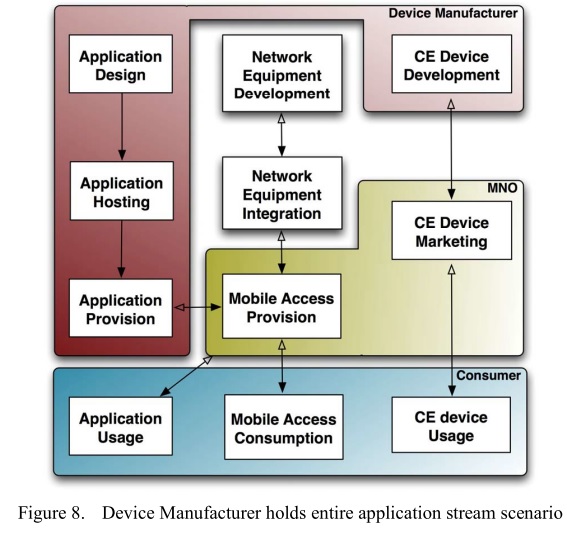 Device Manufacturer
Application
Design
Network
Equipment
Development
CE Device
Development
Application
Hosting
Network
Equipment
Integration
MNO
CE Device
Marketing
Application
Provision
Mobile Access
Provision
Consumer
Application
Usage
Mobile Access
Consumption
CE device
Usage
Figure 8. Device Manufacturer holds entire application stream scenario